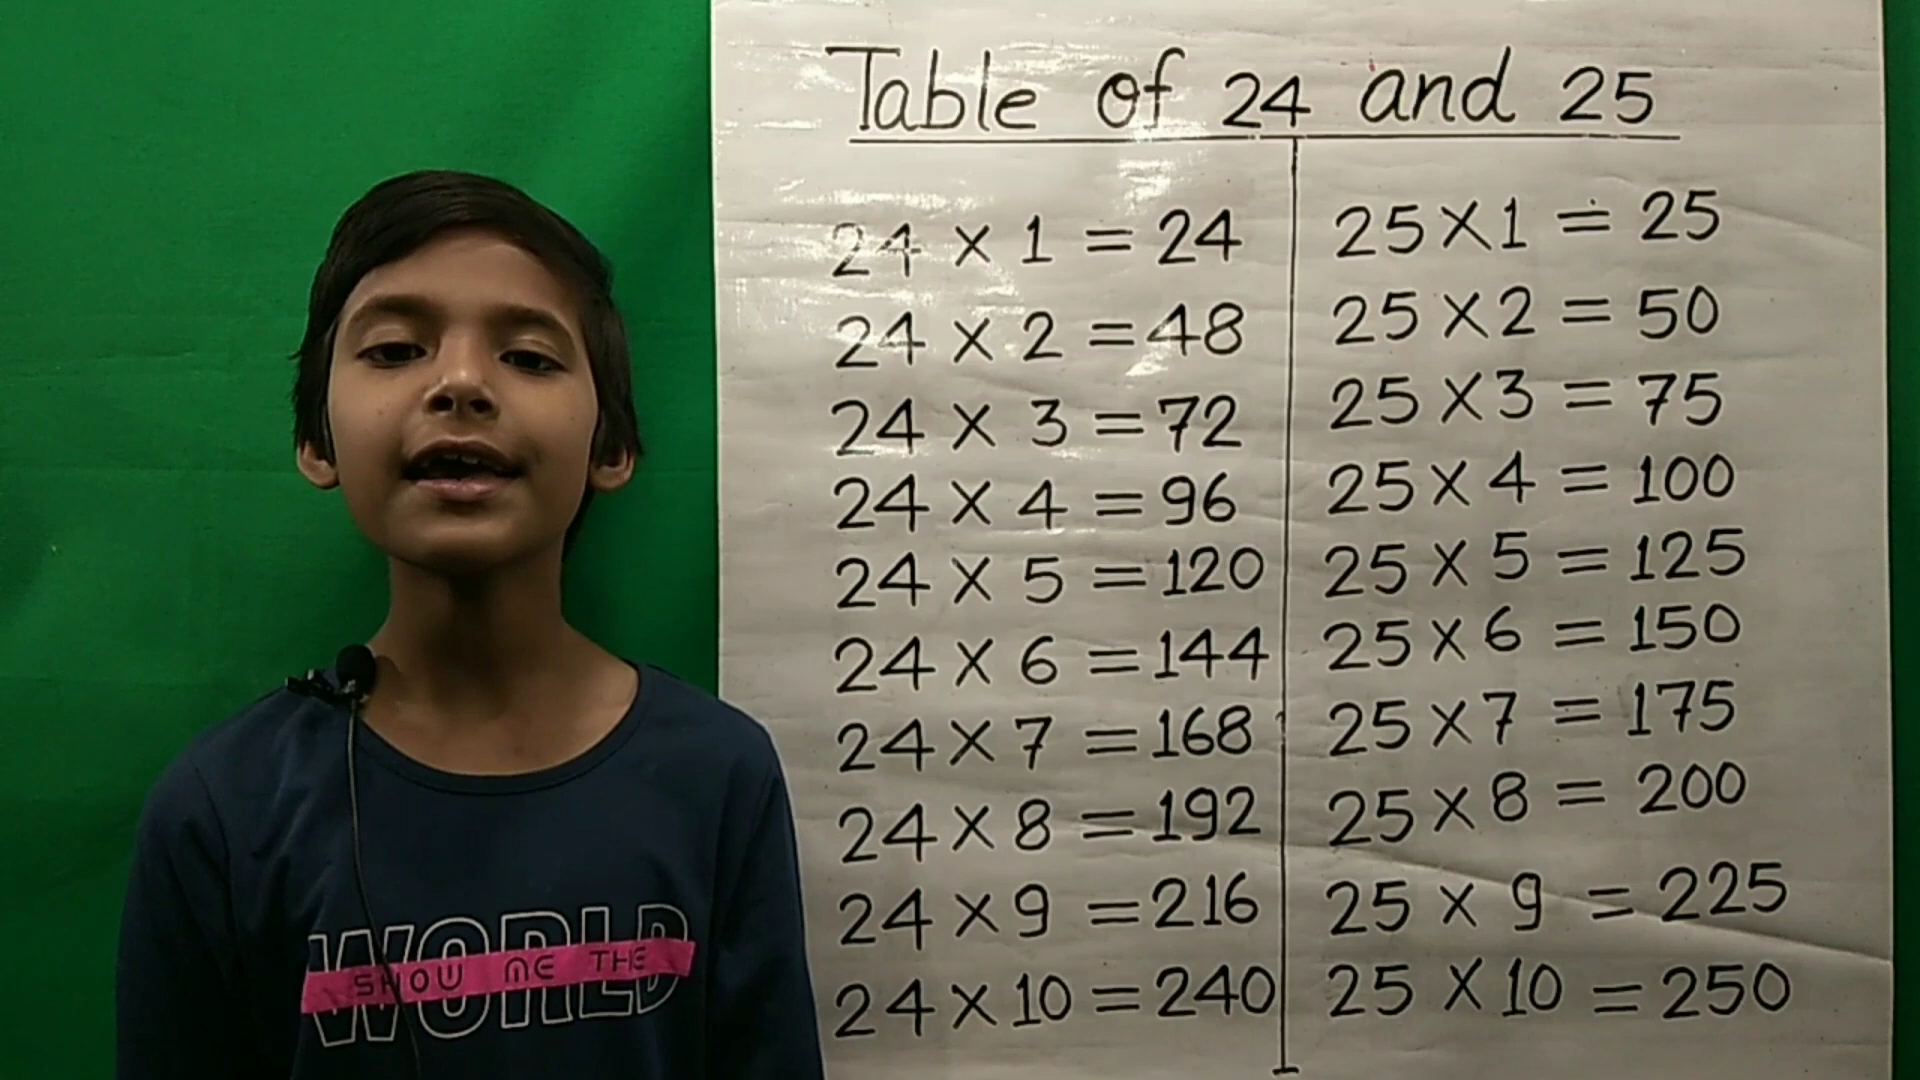 Table of 24 and 25
24 × 1 = 24
24 × 2 = 48
24 × 3 = 72
24 × 4 = 96
24 × 5 = 120
24 × 6 = 144
24 × 7 = 168
24 × 8 = 192
24 × 9 = 216
24 × 10 = 240
25 × 1 = 25
25 × 2 = 50
25 × 3 = 75
25 × 4 = 100
25 × 5 = 125
25 × 6 = 150
25 × 7 = 175
25 × 8 = 200
25 × 9 = 225
25 × 10 = 250
SHOW ME THE
WORLD